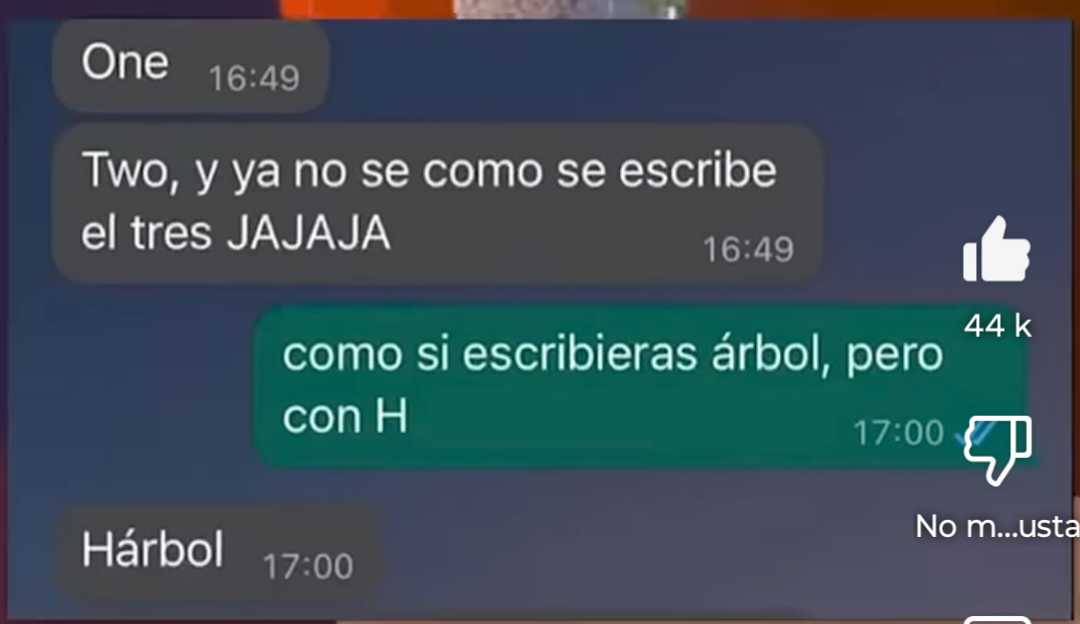 One 16:49
Two, y ya no se como se escribe
el tres JAJAJA 16:49
44 k
como si escribieras árbol, pero
con H 17:00
No m...usta
Hárbol 17:00